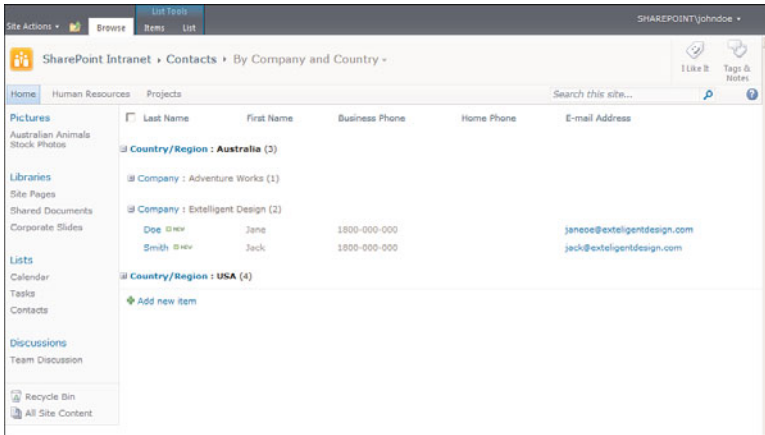 List Tools
Site Actions Browse Items List SHAREPOINT\johndoe
SharePoint Intranet Contacts By Company and Country
I Like It Tags & Notes
Home Human Resources Projects Search this site...
Pictures
Australian Animals
Stock Photos
Libraries
Site Pages
Shared Documents
Corporate Slides
Lists
Calendar
Tasks
Contacts
Discussions
Team Discussion
Recycle Bin
All Site Content
Last Name First Name Business Phone Home Phone E-mail Address
Country/Region : Australia (3)
Company : Adventure Works (1)
Company : Extelligent Design (2)
Doe NEW Jane 1800-000-000 janeoe@exteligentdesign.com
Smith NEW Jack 1800-000-000 jack@exteligentdesign.com
Country/Region : USA (4)
Add new item